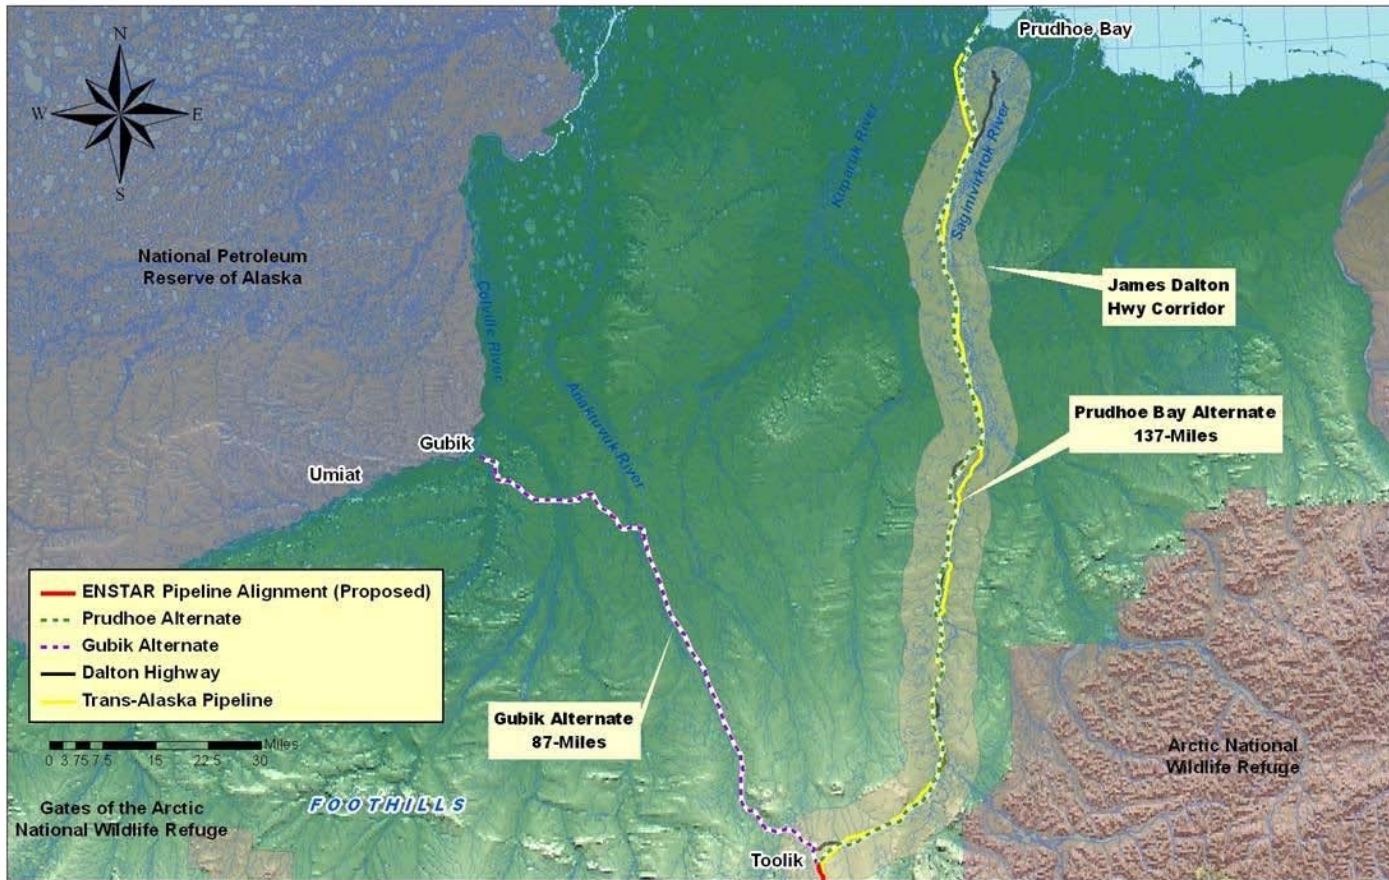 Prudhoe Bay
N
W
E
S
Kuparuk River
Saginivirktok River
National Petroleum
Reserve of Alaska
James Dalton
Hwy Corridor
Colville River
Anaktuvuk River
Prudhoe Bay Alternate
137-Miles
Gubik
Umiat
ENSTAR Pipeline Alignment (Proposed)
Prudhoe Alternate
Gubik Alternate
Dalton Highway
Trans-Alaska Pipeline
Gubik Alternate
87-Miles
Miles
0 3.75 7.5 15 22.5 30
Arctic National
Wildlife Refuge
Gates of the Arctic
National Wildlife Refuge
FOOTHILLS
Toolik